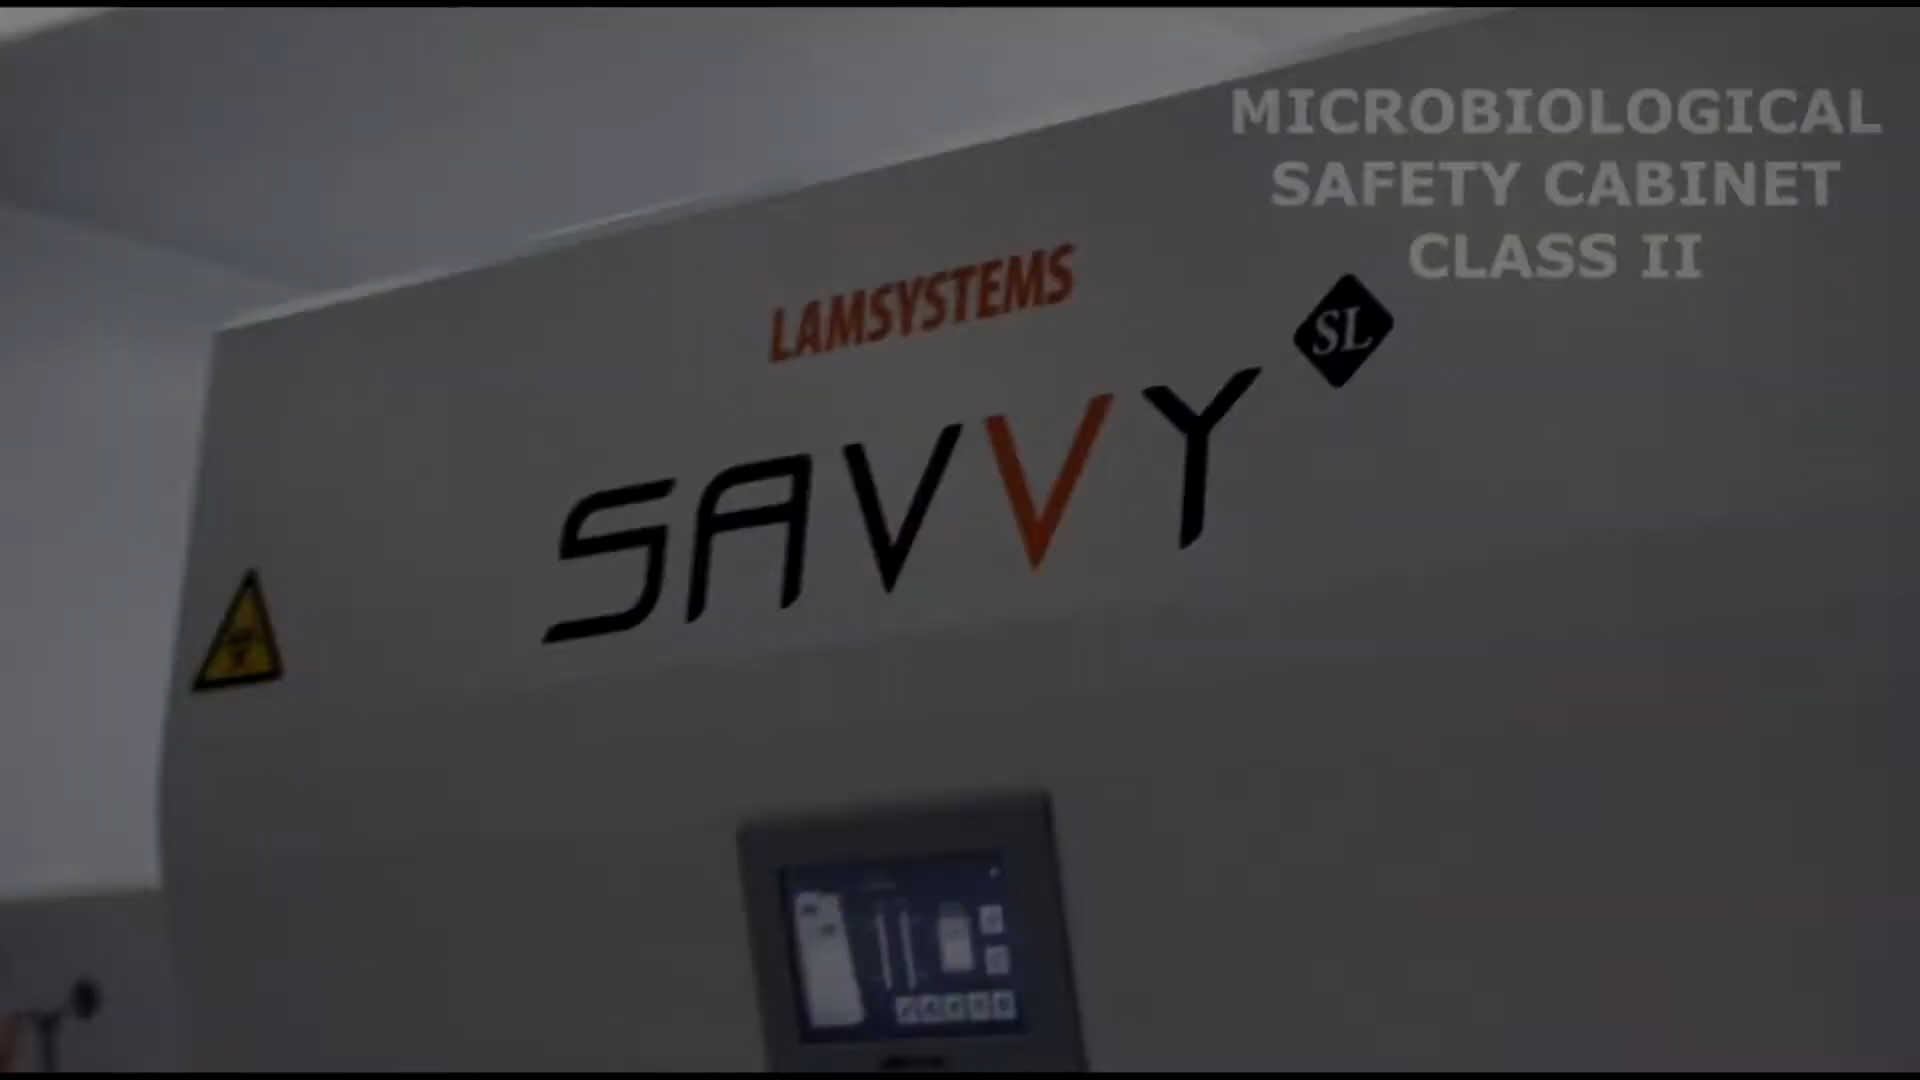 MICROBIOLOGICAL
SAFETY CABINET
CLASS II
LAMSYSTEMS
SL
SAVVY